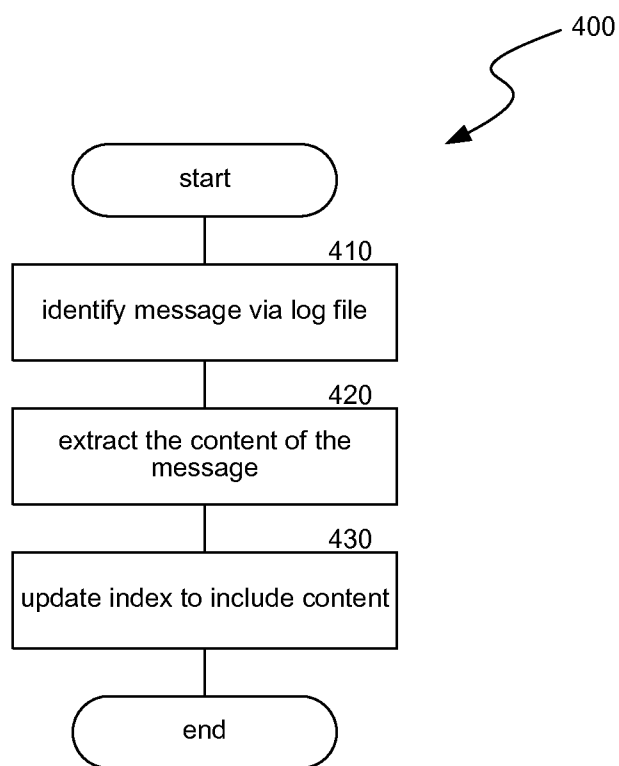 400
start
410
identify message via log file
420
extract the content of the
message
430
update index to include content
end